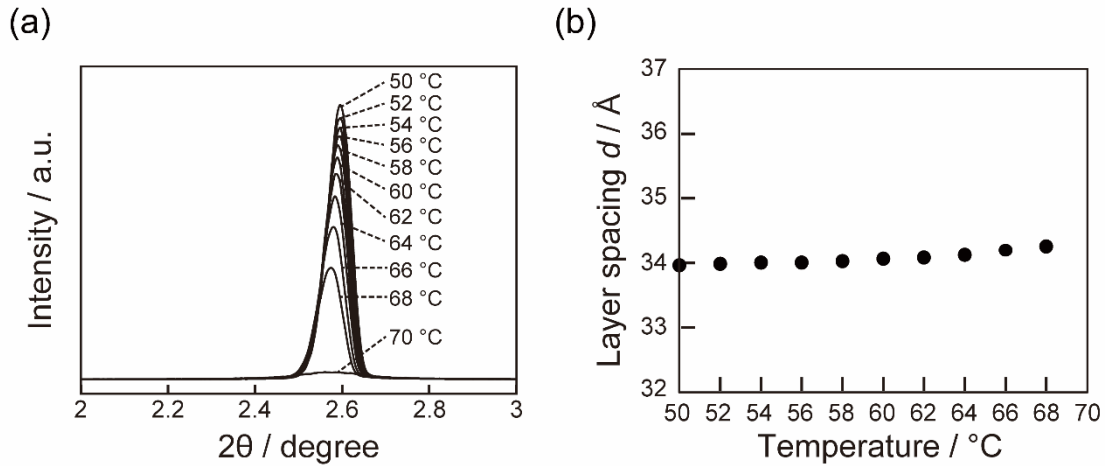 (a)
Intensity / a.u.
50 °C
52 °C
54 °C
56 °C
58 °C
60 °C
62 °C
64 °C
66 °C
68 °C
70 °C
2 2.2 2.4 2.6 2.8 3
2θ / degree
(b)
Layer spacing d / Å
37
36
35
34
33
32
50 52 54 56 58 60 62 64 66 68 70
Temperature / °C